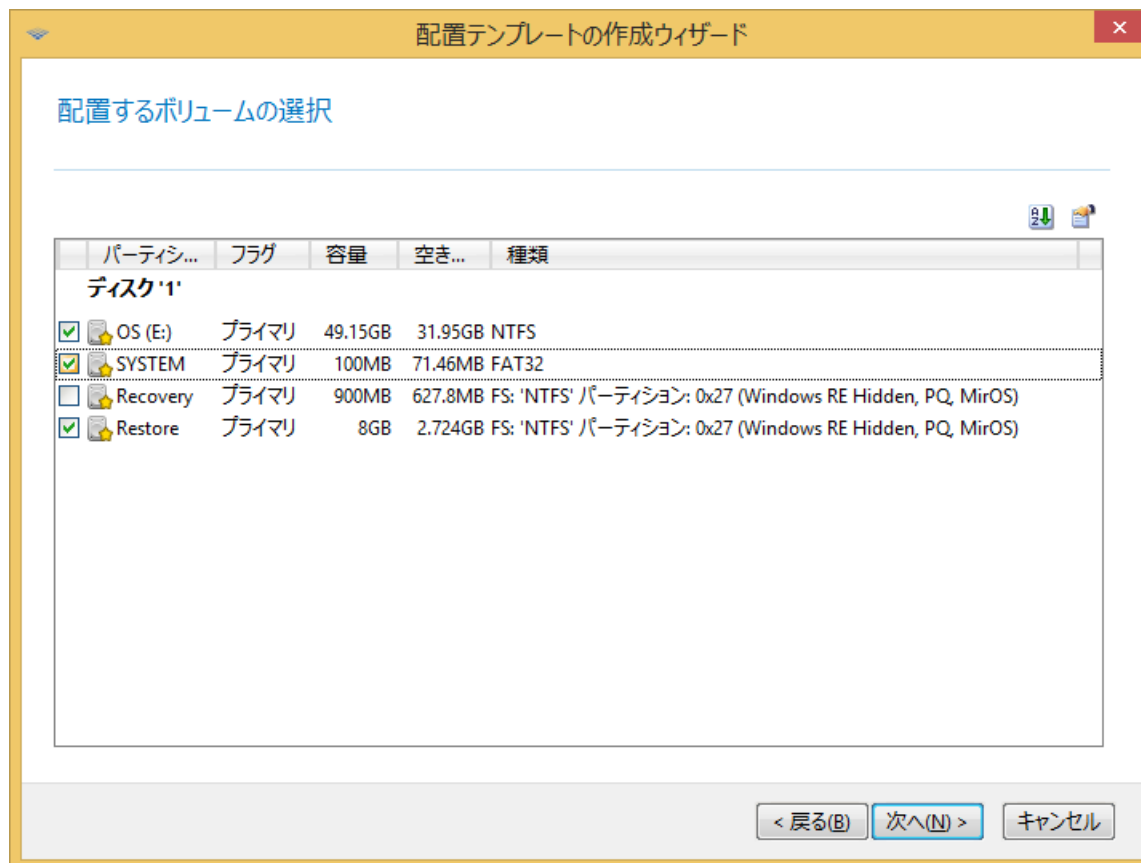 配置テンプレートの作成ウィザード
配置するボリュームの選択
パーティシ... フラグ 容量 空き... 種類
ディスク '1'
OS (E:) プライマリ 49.15GB 31.95GB NTFS
SYSTEM プライマリ 100MB 71.46MB FAT32
Recovery プライマリ 900MB 627.8MB FS: 'NTFS' パーティション: 0x27 (Windows RE Hidden, PQ, MirOS)
Restore プライマリ 8GB 2.724GB FS: 'NTFS' パーティション: 0x27 (Windows RE Hidden, PQ, MirOS)
< 戻る(B) 次へ(N) > キャンセル